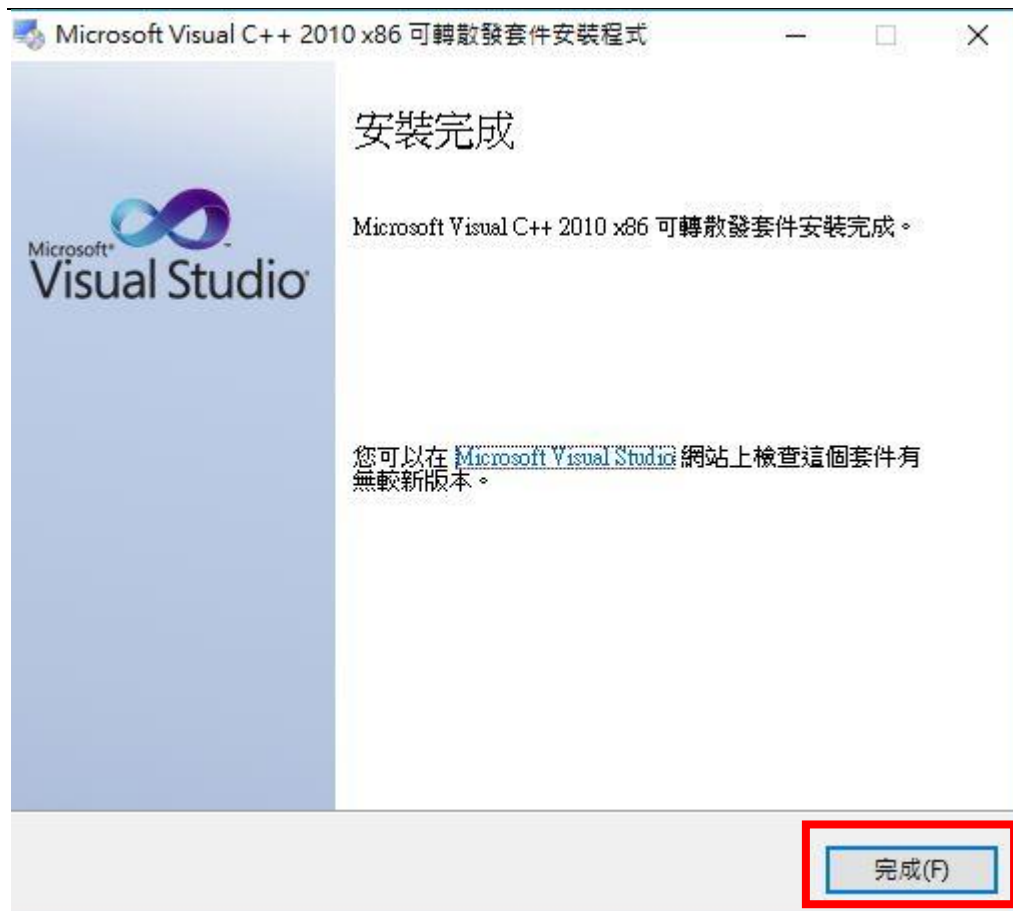 Microsoft Visual C++ 2010 x86 可轉散發套件安裝程式
安裝完成
Microsoft Visual C++ 2010 x86 可轉散發套件安裝完成。
Microsoft®
Visual Studio®
您可以在 Microsoft Visual Studio 網站上檢查這個套件有
無較新版本。
完成(F)